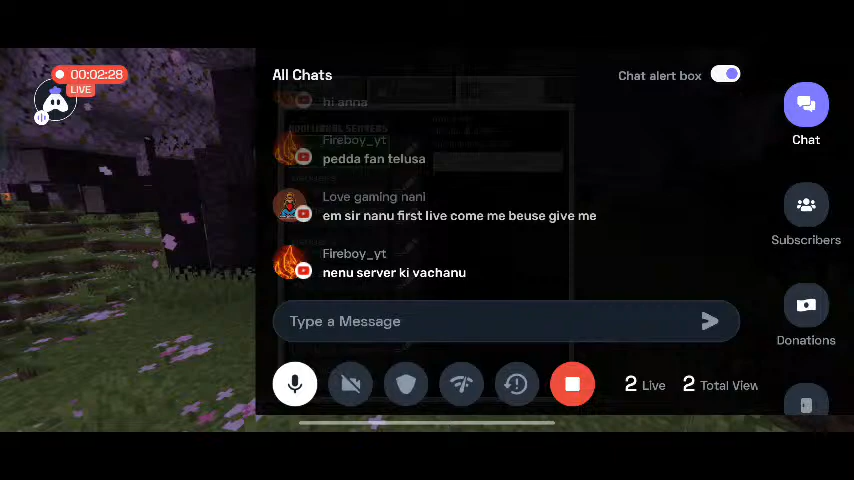 00:02:28
LIVE
All Chats
Chat alert box
hi anna
Fireboy_yt
pedda fan telusa
Love gaming nani
em sir nanu first live come me beuse give me
Fireboy_yt
nenu server ki vachanu
Type a Message
2 Live 2 Total View
Chat
Subscribers
Donations